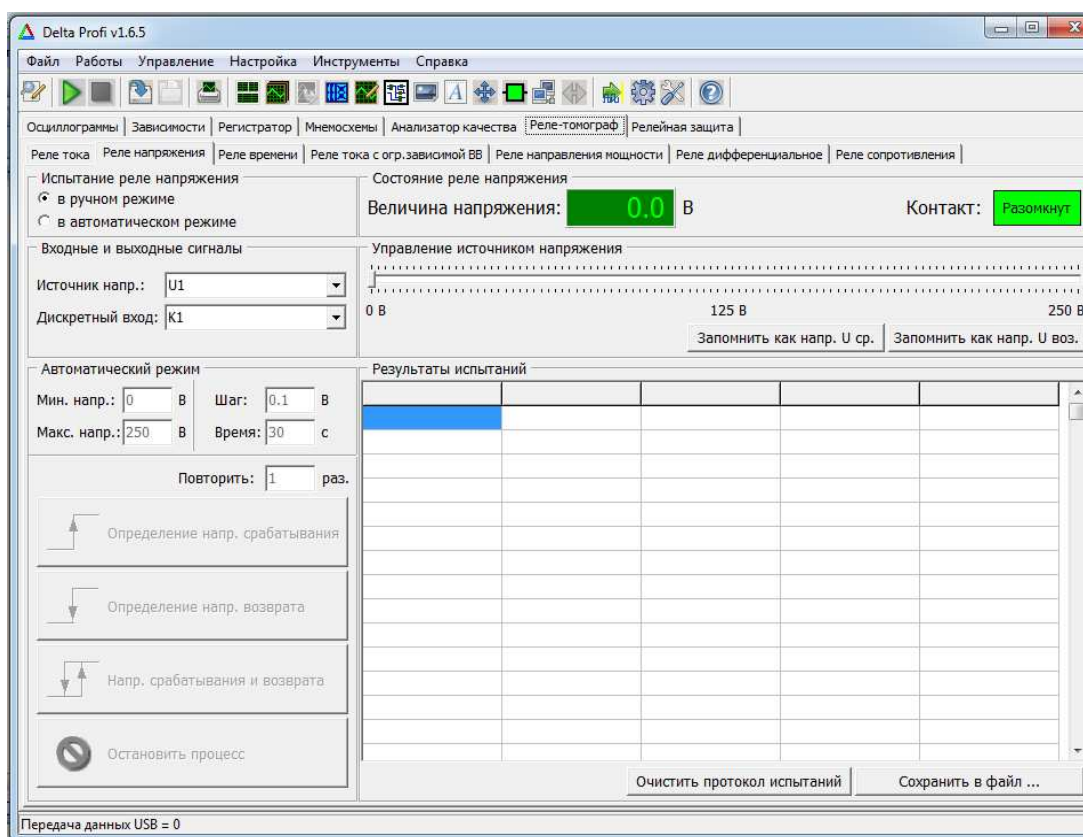 Delta Profi v1.6.5
Файл Работы Управление Настройка Инструменты Справка
Осциллограммы Зависимости Регистратор Мнемосхемы Анализатор качества Реле-томограф Релейная защита
Реле тока Реле напряжения Реле времени Реле тока с огр.зависимой ВВ Реле направления мощности Реле дифференциальное Реле сопротивления
Испытание реле напряжения
в ручном режиме
в автоматическом режиме
Состояние реле напряжения
Величина напряжения: 0.0 В Контакт: Разомкнут
Входные и выходные сигналы
Источник напр.: U1
Дискретный вход: K1
Управление источником напряжения
0 В 125 В 250 В
Запомнить как напр. U ср. Запомнить как напр. U воз.
Автоматический режим
Мин. напр.: 0 В Шаг: 0.1 В
Макс. напр.: 250 В Время: 30 с
Повторить: 1 раз.
Определение напр. срабатывания
Определение напр. возврата
Напр. срабатывания и возврата
Остановить процесс
Результаты испытаний
Очистить протокол испытаний Сохранить в файл ...
Передача данных USB = 0